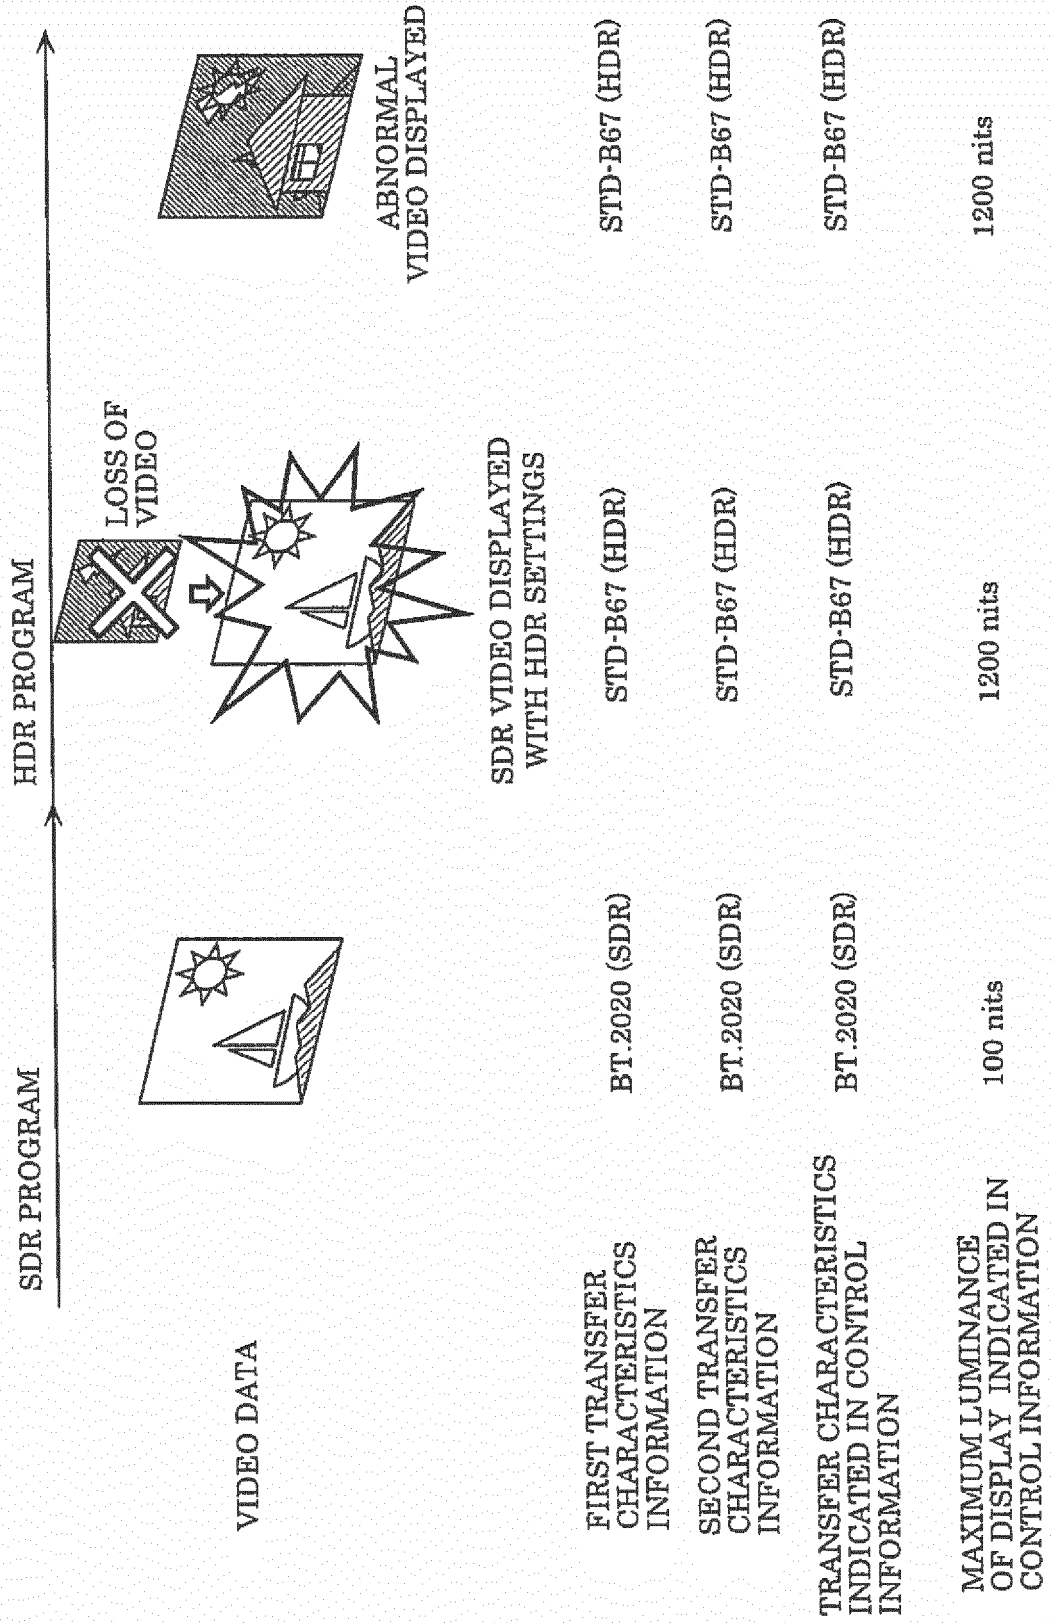 SDR PROGRAM
HDR PROGRAM
VIDEO DATA
LOSS OF
VIDEO
SDR VIDEO DISPLAYED
WITH HDR SETTINGS
ABNORMAL
VIDEO DISPLAYED
FIRST TRANSFER
CHARACTERISTICS
INFORMATION
BT.2020 (SDR)
STD-B67 (HDR)
STD-B67 (HDR)
SECOND TRANSFER
CHARACTERISTICS
INFORMATION
BT.2020 (SDR)
STD-B67 (HDR)
STD-B67 (HDR)
TRANSFER CHARACTERISTICS
INDICATED IN CONTROL
INFORMATION
BT.2020 (SDR)
STD-B67 (HDR)
STD-B67 (HDR)
MAXIMUM LUMINANCE
OF DISPLAY INDICATED IN
CONTROL INFORMATION
100 nits
1200 nits
1200 nits